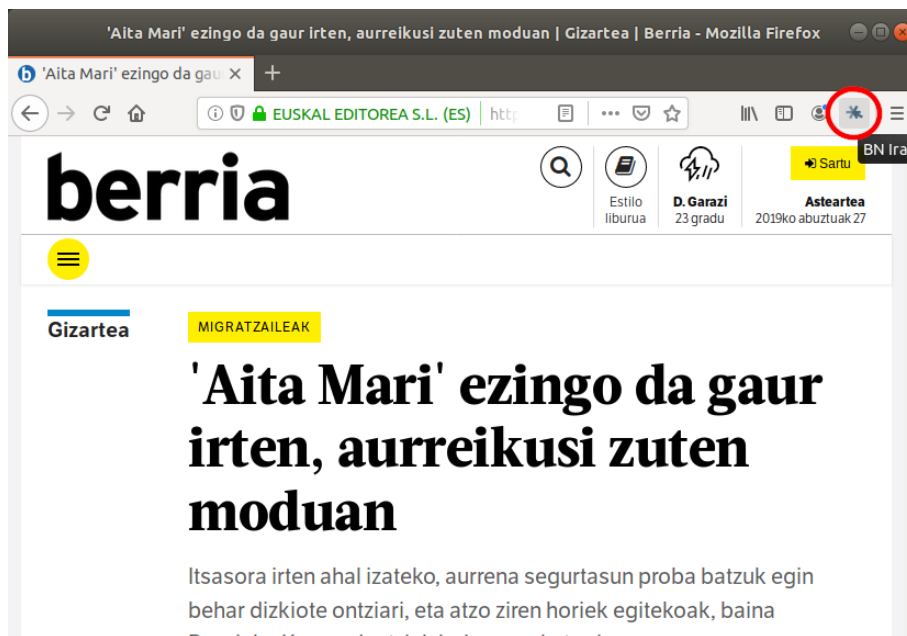 'Aita Mari' ezingo da gaur irten, aurreikusi zuten moduan | Gizartea | Berria - Mozilla Firefox
'Aita Mari' ezingo da gau
EUSKAL EDITOREA S.L. (ES) http
BN Ira
berria
Estilo liburua
D. Garazi
23 gradu
Sartu
Asteartea
2019ko abuztuak 27
Gizartea
MIGRATZAILEAK
'Aita Mari' ezingo da gaur
irten, aurreikusi zuten
moduan
Itsasora irten ahal izateko, aurrena segurtasun proba batzuk egin
behar dizkiote ontziari, eta atzo ziren horiek egitekoak, baina